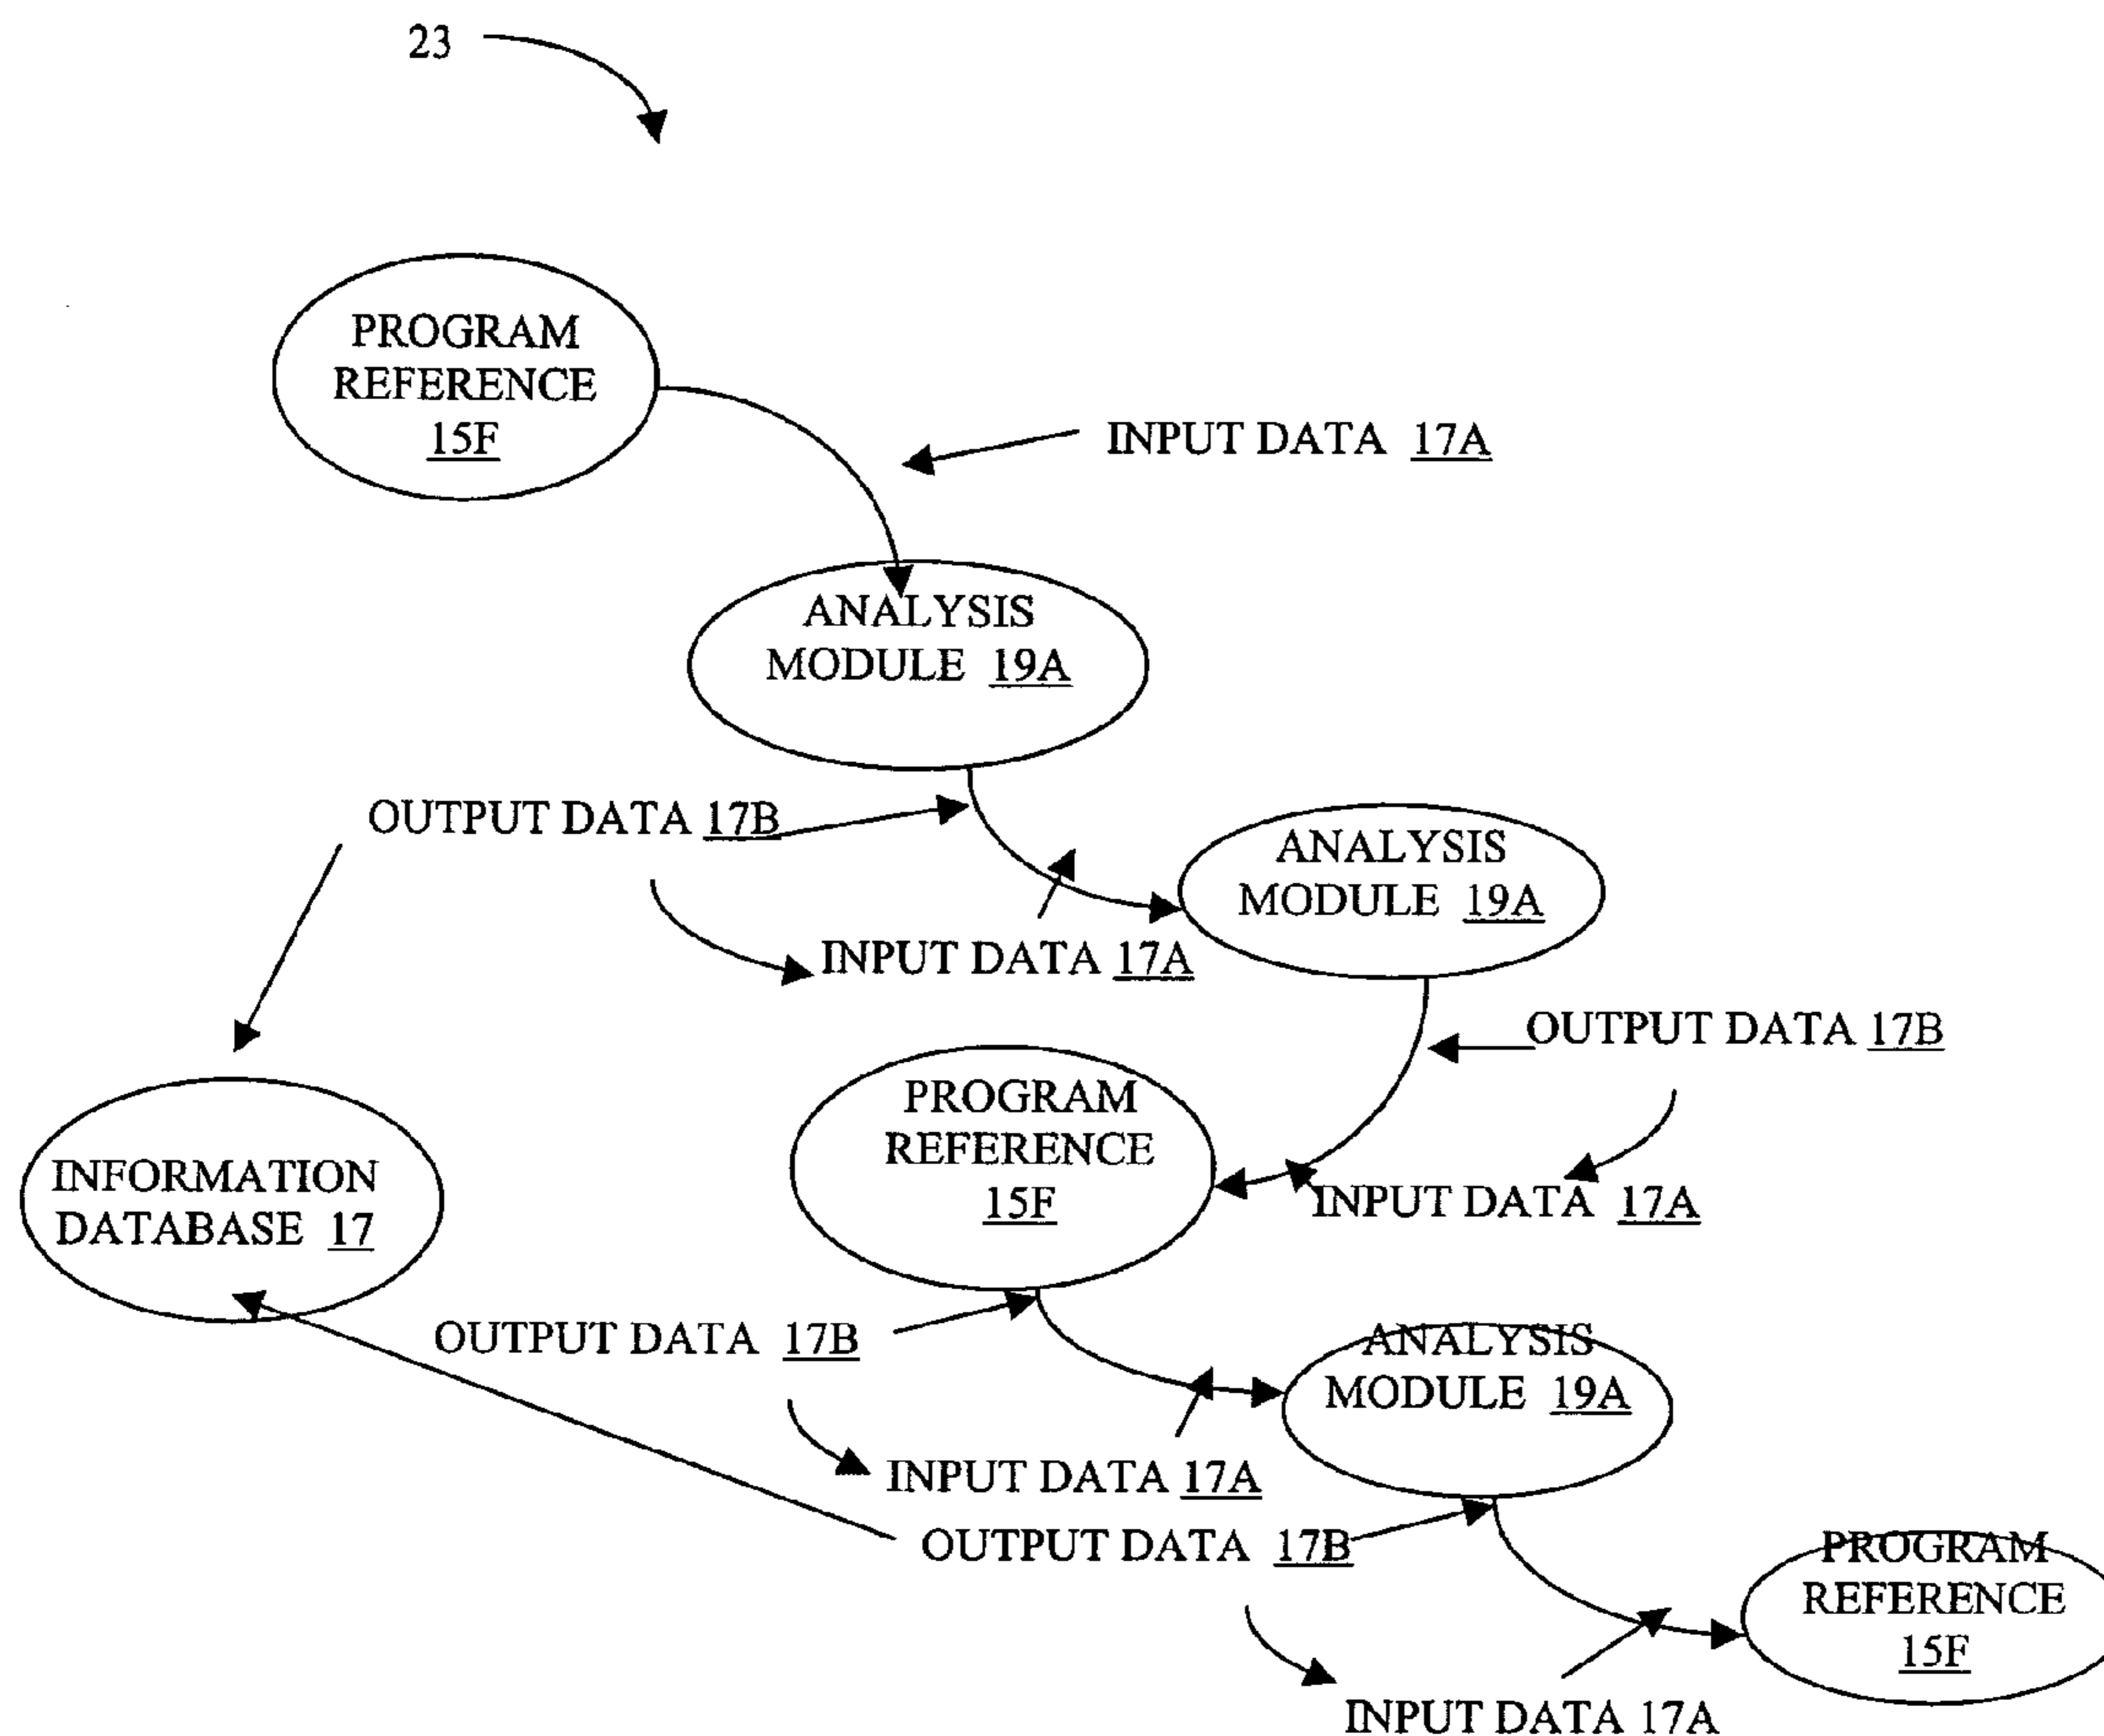 23
PROGRAM
REFERENCE
15F
INPUT DATA 17A
ANALYSIS
MODULE 19A
OUTPUT DATA 17B
ANALYSIS
MODULE 19A
INPUT DATA 17A
OUTPUT DATA 17B
PROGRAM
REFERENCE
15F
INFORMATION
DATABASE 17
INPUT DATA 17A
OUTPUT DATA 17B
ANALYSIS
MODULE 19A
INPUT DATA 17A
OUTPUT DATA 17B
PROGRAM
REFERENCE
15F
INPUT DATA 17A